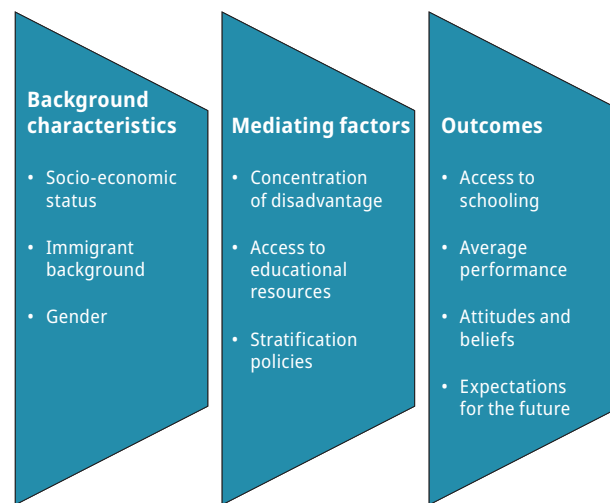 Background
characteristics
• Socio-economic
status
• Immigrant
background
• Gender
Mediating factors
• Concentration
of disadvantage
• Access to
educational
resources
• Stratification
policies
Outcomes
• Access to
schooling
• Average
performance
• Attitudes and
beliefs
• Expectations
for the future